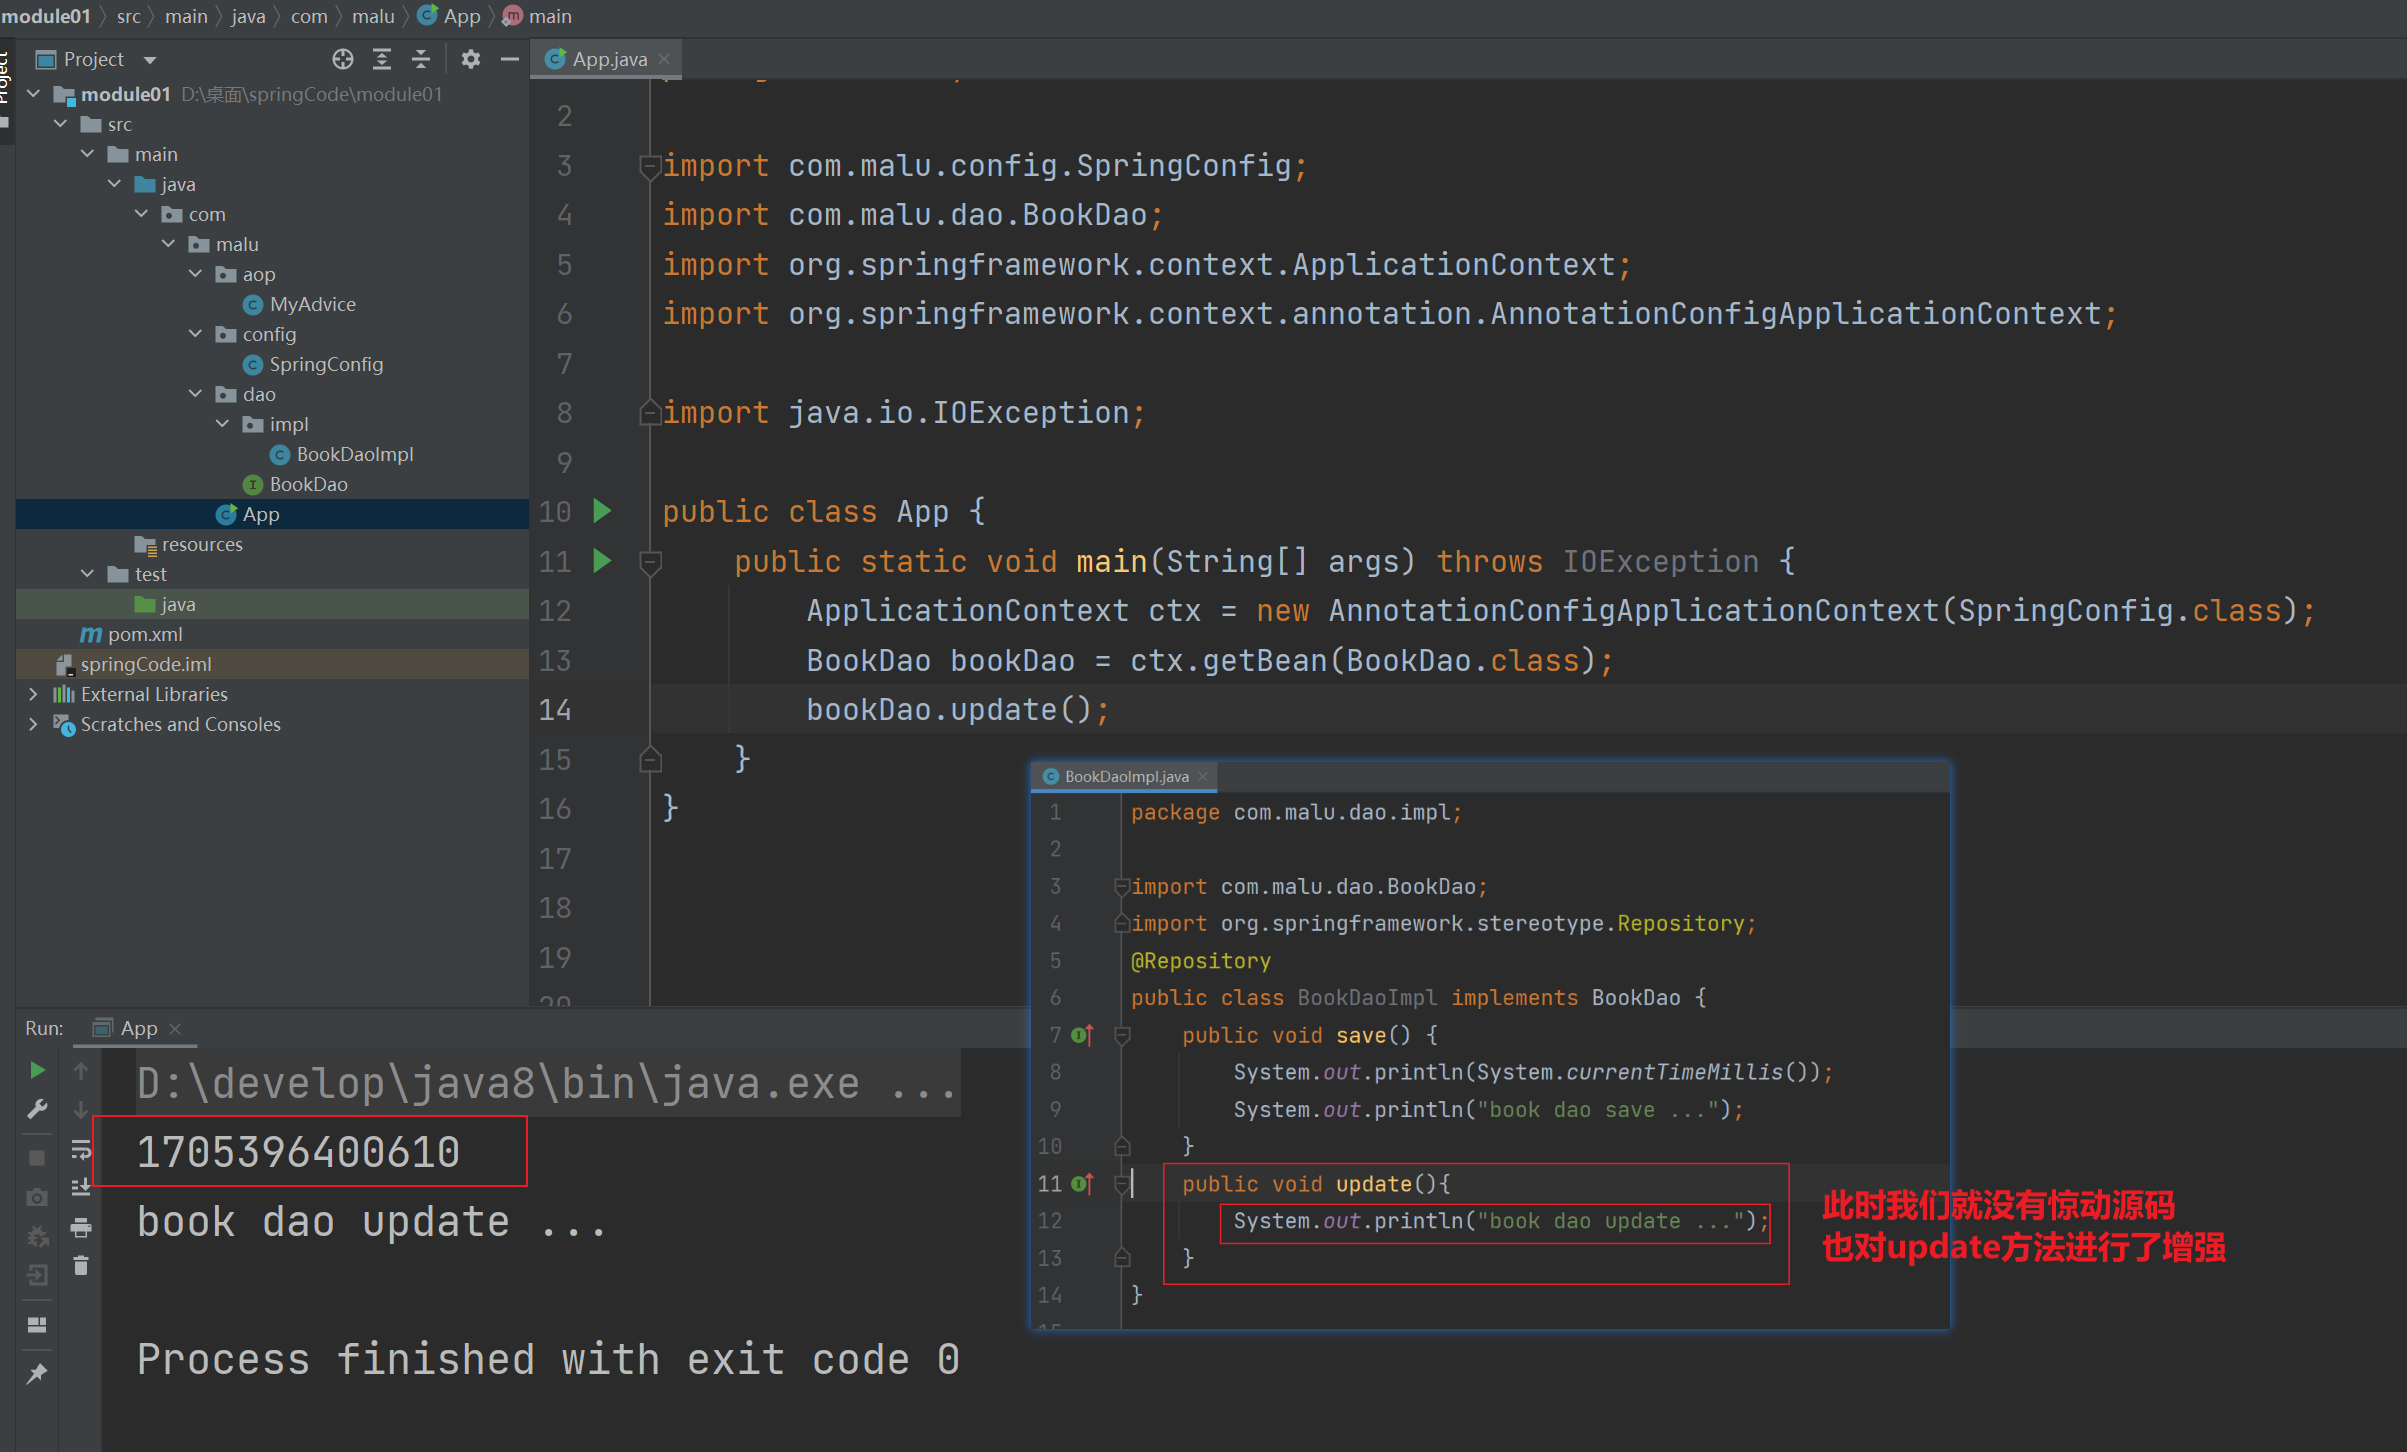 module01 src main java com malu App main
Project
Project
App.java
module01 D:\桌面\springCode\module01
src
main
java
com
malu
aop
MyAdvice
config
SpringConfig
dao
impl
BookDaoImpl
BookDao
App
resources
test
java
pom.xml
springCode.iml
External Libraries
Scratches and Consoles
2
3 import com.malu.config.SpringConfig;
4 import com.malu.dao.BookDao;
5 import org.springframework.context.ApplicationContext;
6 import org.springframework.context.annotation.AnnotationConfigApplicationContext;
7
8 import java.io.IOException;
9
10 public class App {
11 public static void main(String[] args) throws IOException {
12 ApplicationContext ctx = new AnnotationConfigApplicationContext(SpringConfig.class);
13 BookDao bookDao = ctx.getBean(BookDao.class);
14 bookDao.update();
15 }
16 }
17
18
19
20
BookDaoImpl.java
1 package com.malu.dao.impl;
2
3 import com.malu.dao.BookDao;
4 import org.springframework.stereotype.Repository;
5 @Repository
6 public class BookDaoImpl implements BookDao {
7 public void save() {
8 System.out.println(System.currentTimeMillis());
9 System.out.println("book dao save ...");
10 }
11 public void update(){
12 System.out.println("book dao update ...");
13 }
14 }
15
此时我们就没有惊动源码
也对update方法进行了增强
Run: App
D:\develop\java8\bin\java.exe ...
1705396400610
book dao update ...
Process finished with exit code 0